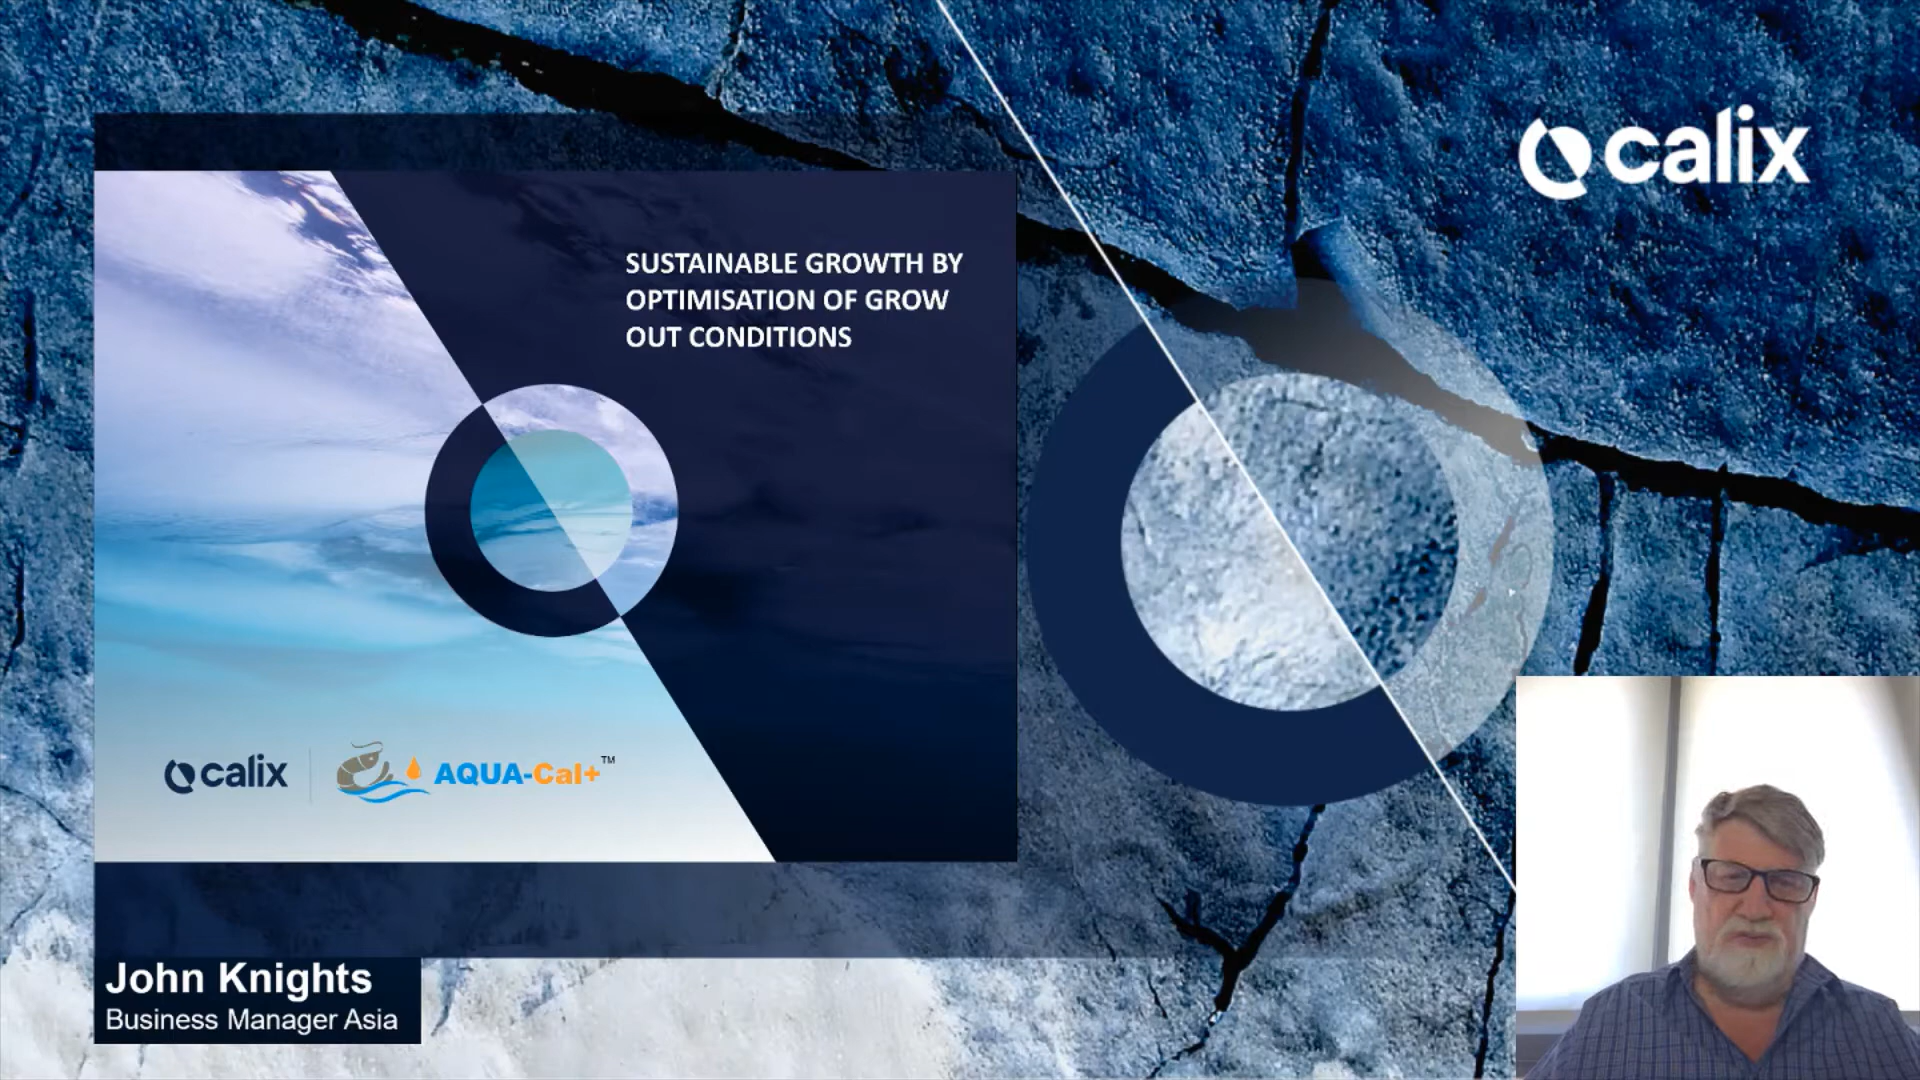 calix
SUSTAINABLE GROWTH BY
OPTIMISATION OF GROW
OUT CONDITIONS
calix
AQUA-Cal+™
John Knights
Business Manager Asia